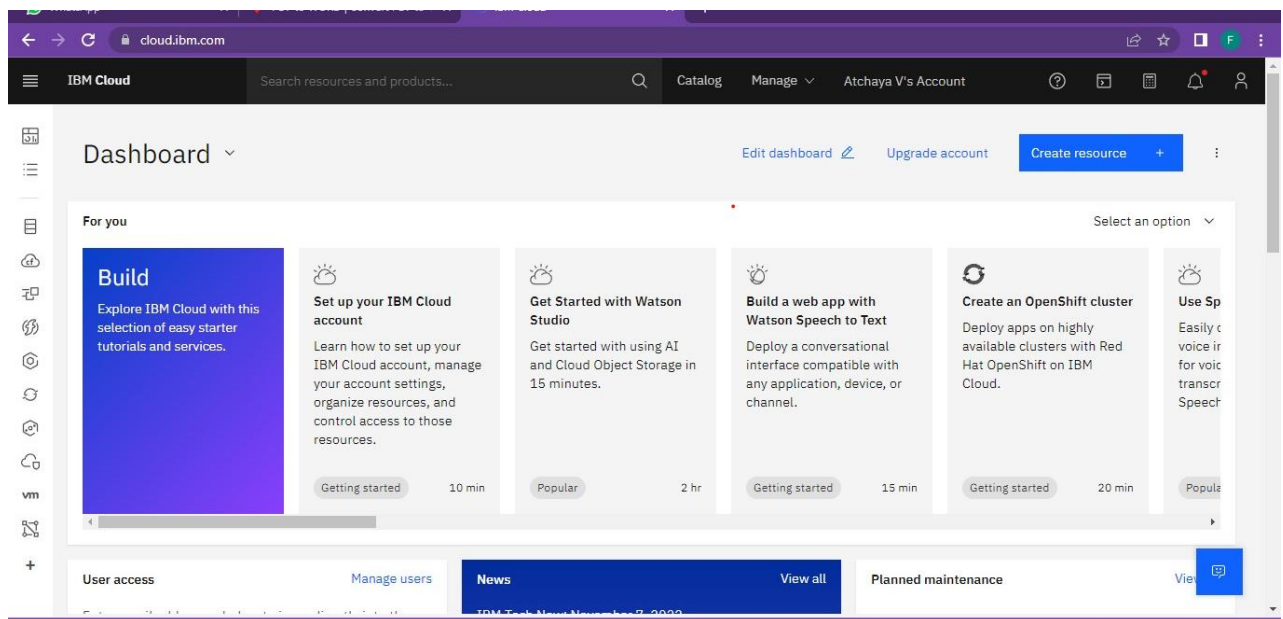 cloud.ibm.com
F
IBM Cloud
Search resources and products...
Catalog
Manage
Atchaya V's Account
Dashboard
Edit dashboard
Upgrade account
Create resource +
For you
Select an option
Build
Explore IBM Cloud with this
selection of easy starter
tutorials and services.
Set up your IBM Cloud
account
Learn how to set up your
IBM Cloud account, manage
your account settings,
organize resources, and
control access to those
resources.
Getting started
10 min
Get Started with Watson
Studio
Get started with using AI
and Cloud Object Storage in
15 minutes.
Popular
2 hr
Build a web app with
Watson Speech to Text
Deploy a conversational
interface compatible with
any application, device, or
channel.
Getting started
15 min
Create an OpenShift cluster
Deploy apps on highly
available clusters with Red
Hat OpenShift on IBM
Cloud.
Getting started
20 min
Use Sp
Easily
voice
for
Speech
vm
User access
Manage users
News
View all
Planned maintenance